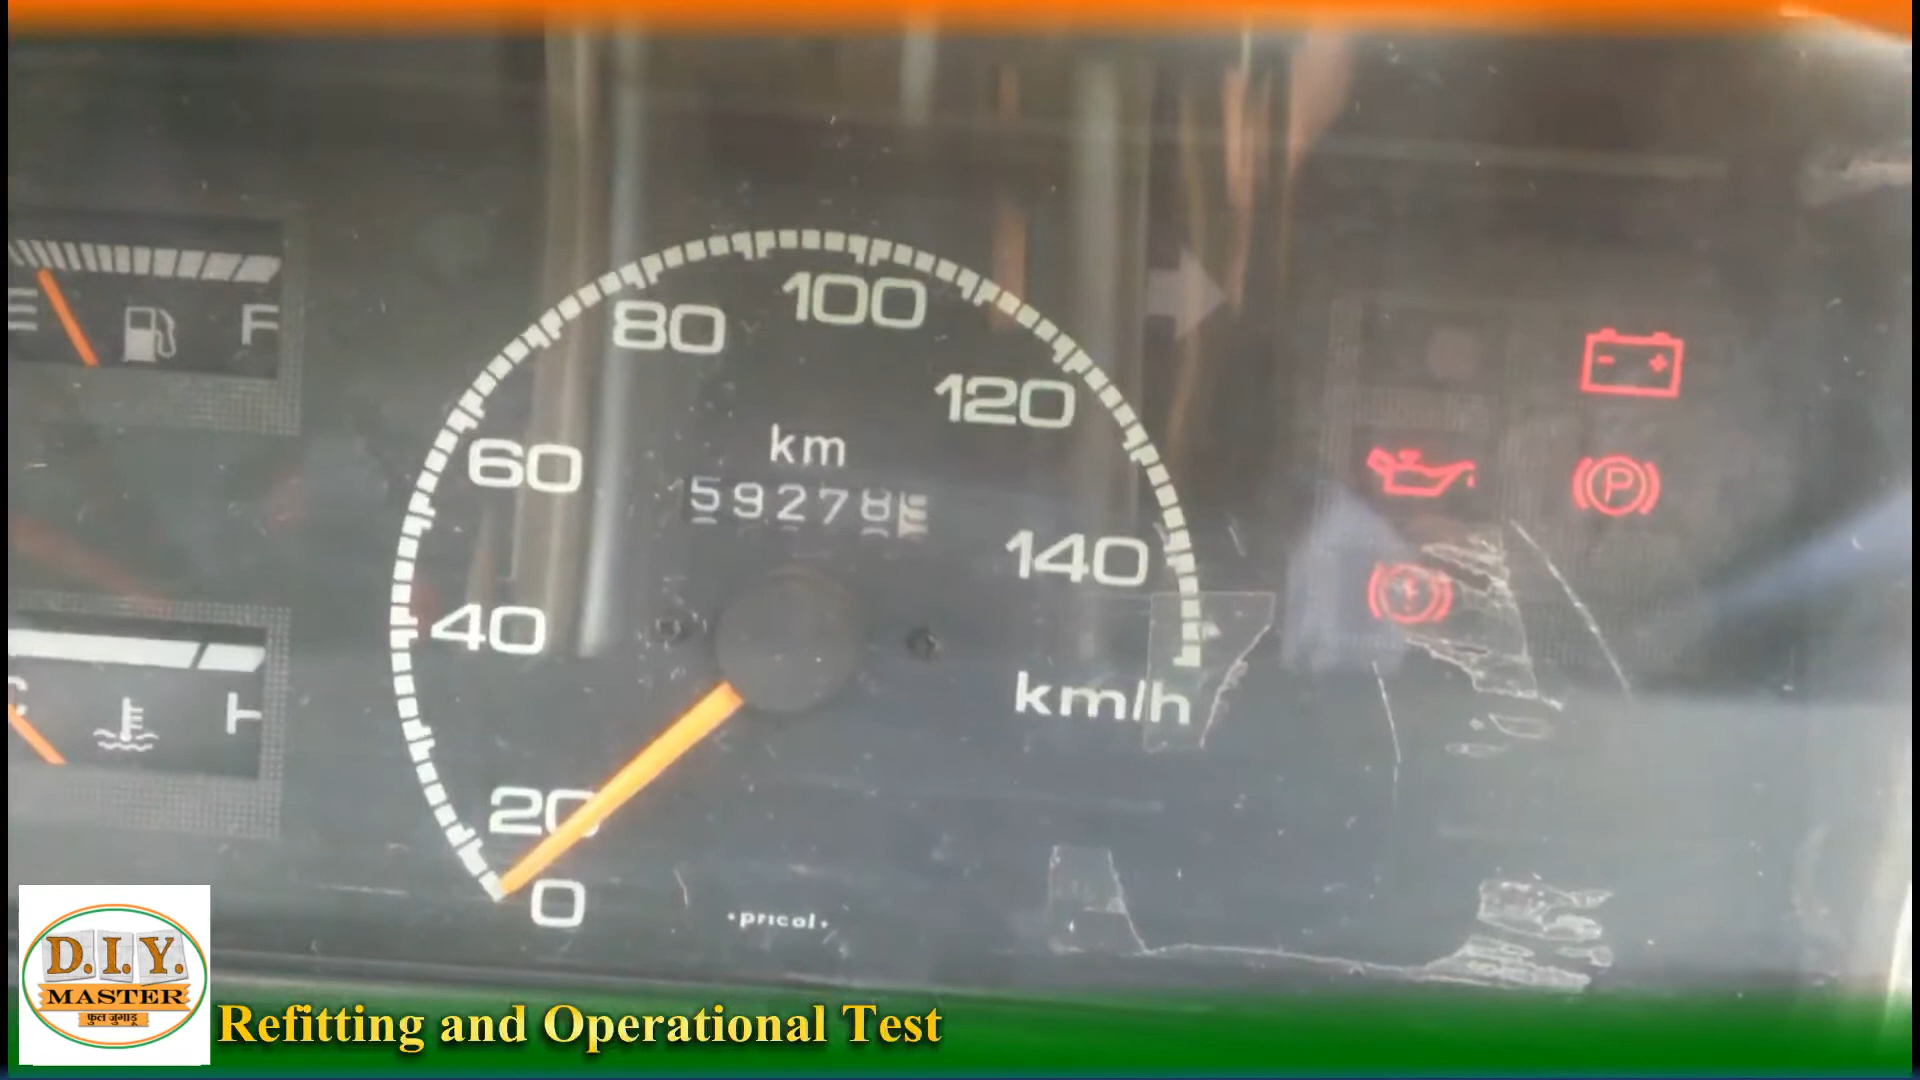 F
80
100
120
60
km
59278
140
40
km/h
H
20
0
pricol
D.I.Y.
MASTER
फुल जुगाड़ू
Refitting and Operational Test